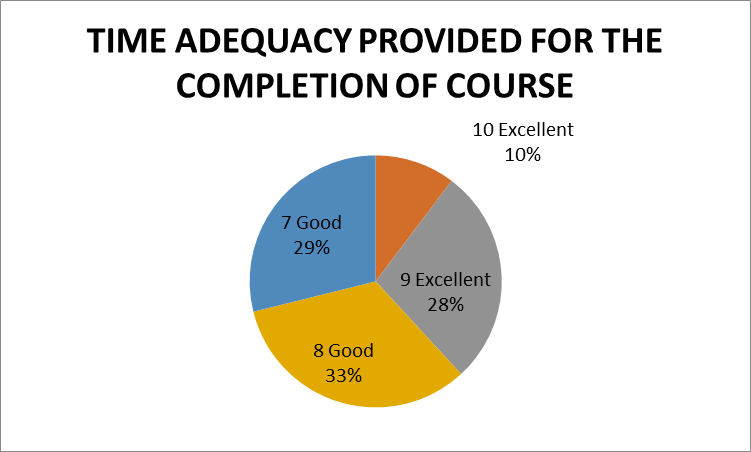 TIME ADEQUACY PROVIDED FOR THE
COMPLETION OF COURSE
10 Excellent
10%
9 Excellent
28%
8 Good
33%
7 Good
29%